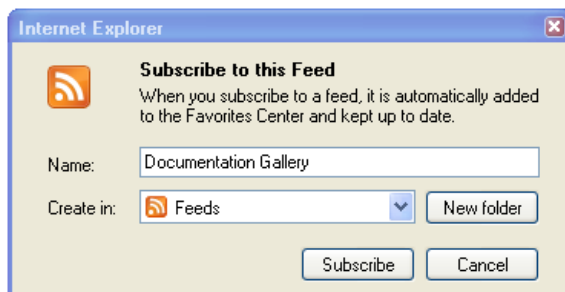 Internet Explorer
Subscribe to this Feed
When you subscribe to a feed, it is automatically added
to the Favorites Center and kept up to date.
Name: Documentation Gallery
Create in: Feeds New folder
Subscribe Cancel